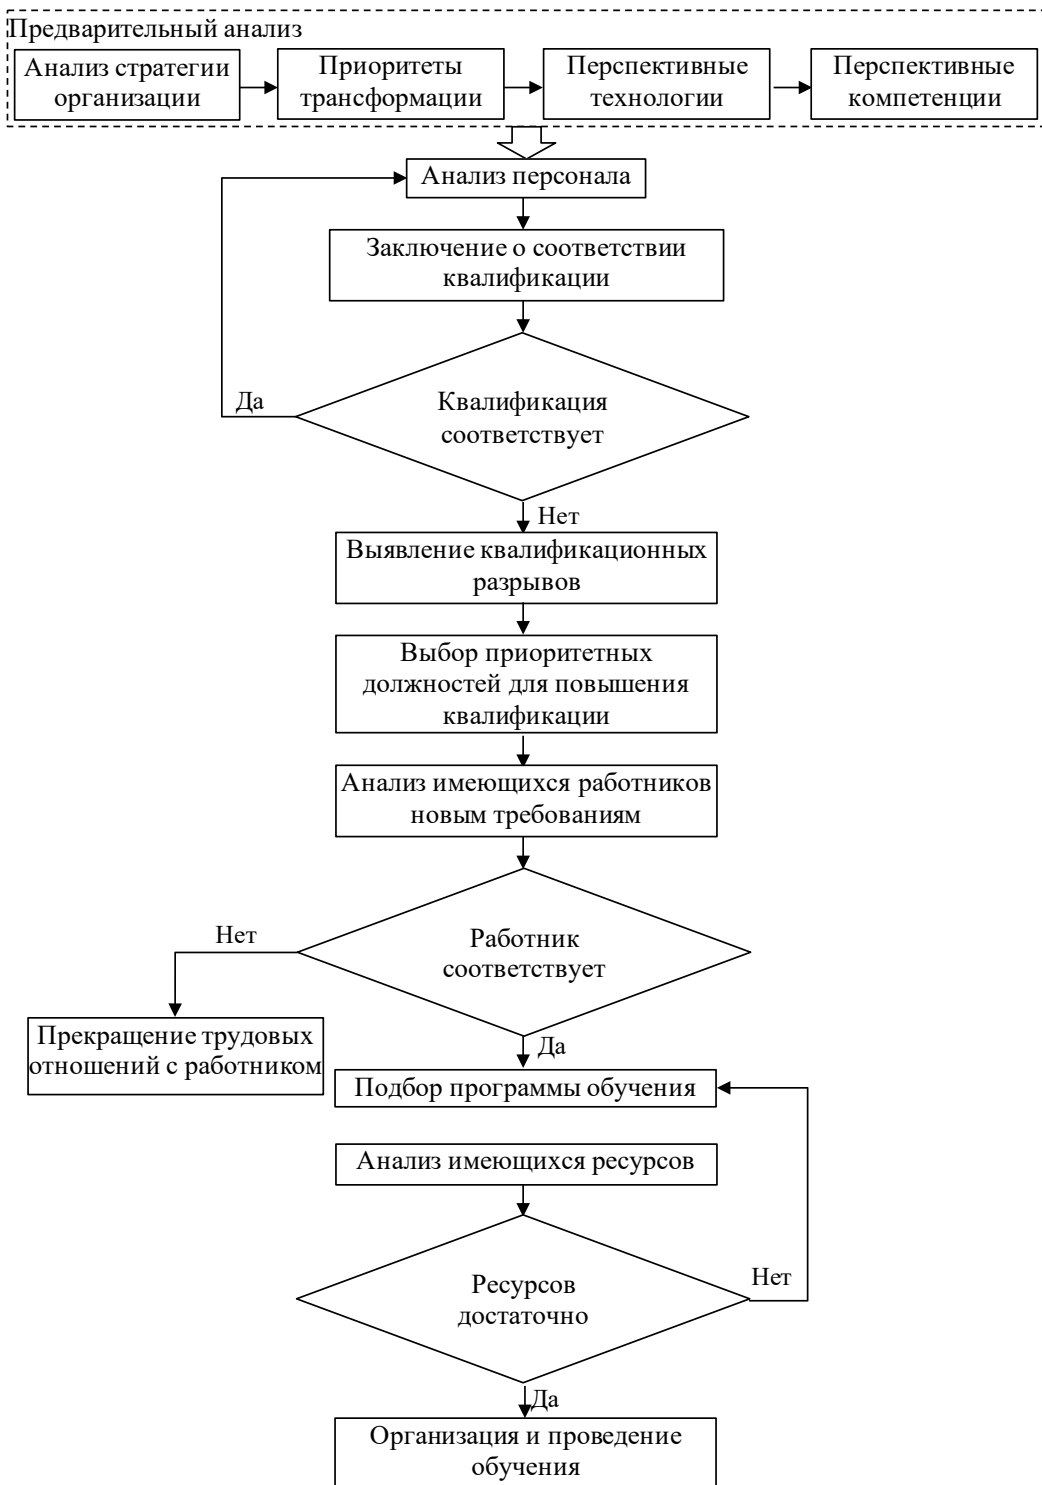 Предварительный анализ
Анализ стратегии
организации
Приоритеты
трансформации
Перспективные
технологии
Перспективные
компетенции
Анализ персонала
Заключение о соответствии
квалификации
Квалификация
соответствует
Да
Нет
Выявление квалификационных
разрывов
Выбор приоритетных
должностей для повышения
квалификации
Анализ имеющихся работников
новым требованиям
Работник
соответствует
Нет
Прекращение трудовых
отношений с работником
Да
Подбор программы обучения
Анализ имеющихся ресурсов
Ресурсов
достаточно
Нет
Да
Организация и проведение
обучения